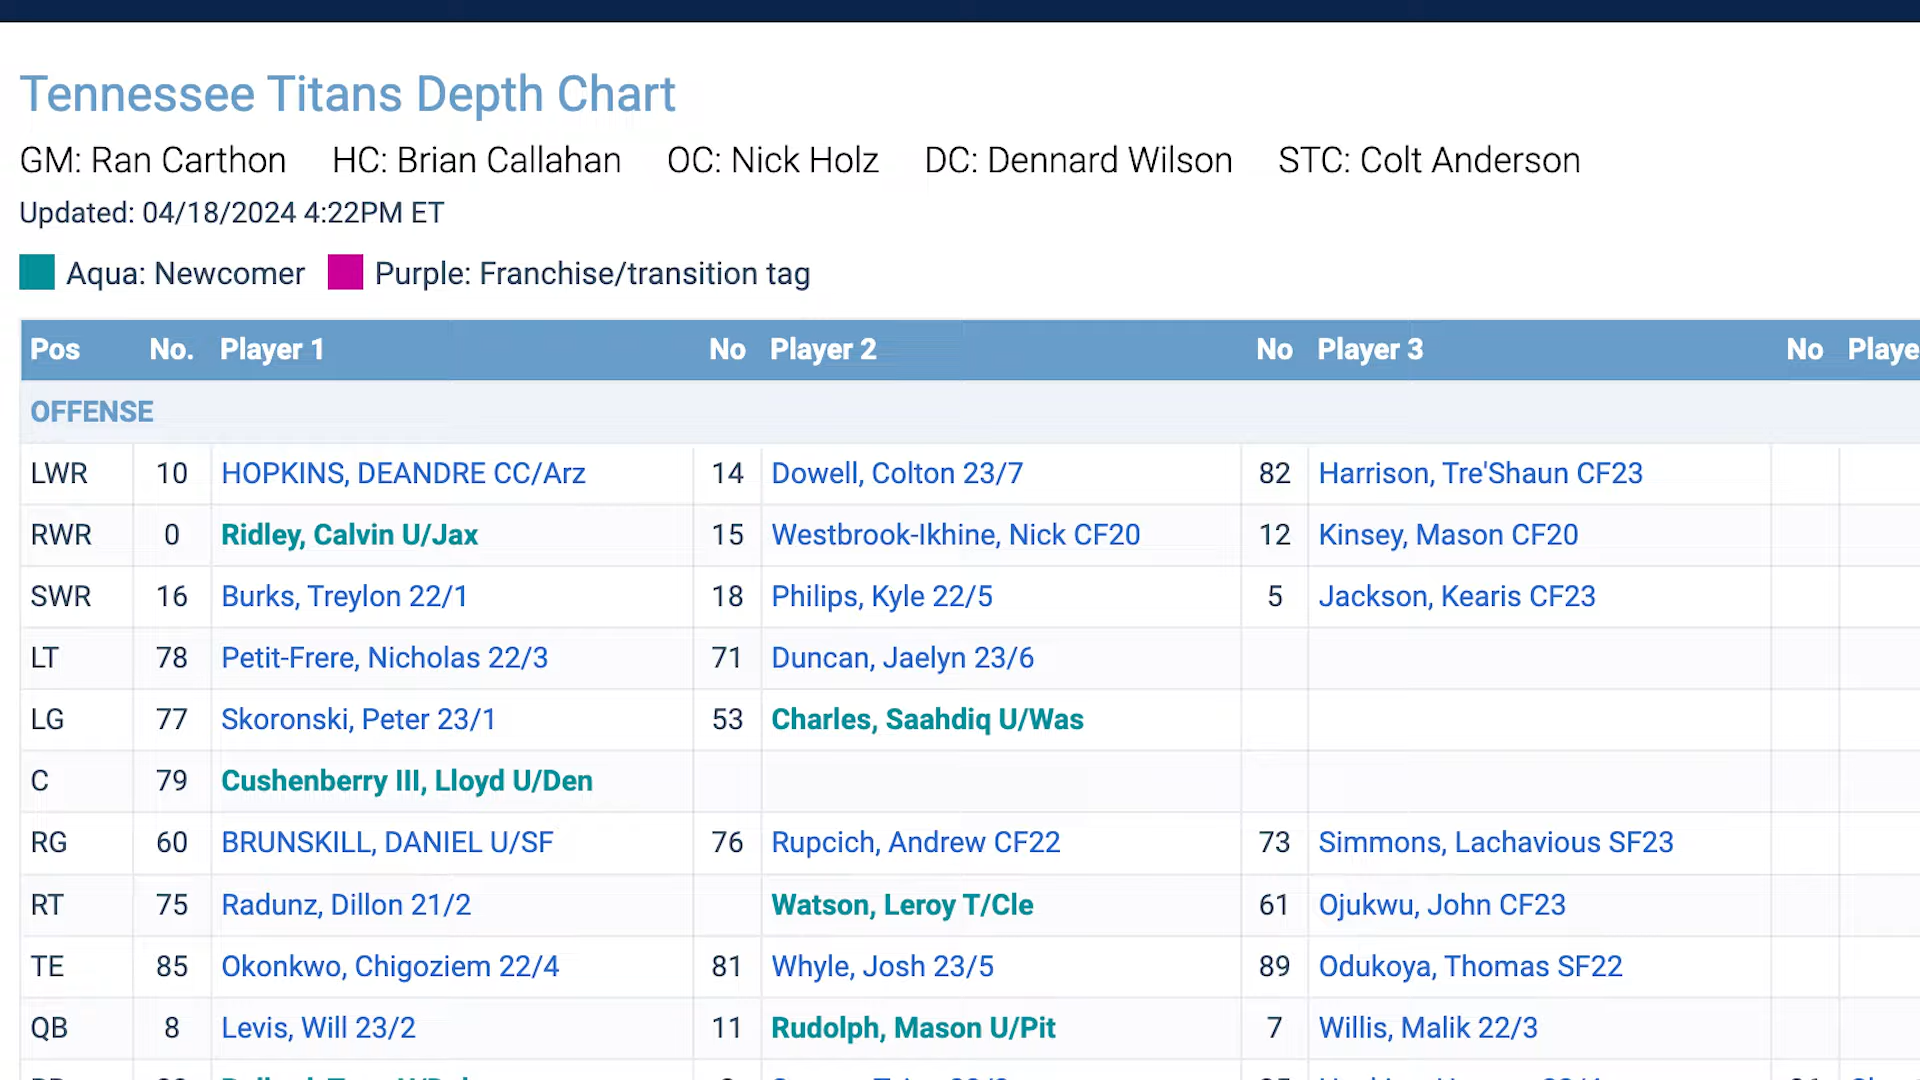 Tennessee Titans Depth Chart
GM: Ran Carthon HC: Brian Callahan OC: Nick Holz DC: Dennard Wilson STC: Colt Anderson
Updated: 04/18/2024 4:22PM ET
Aqua: Newcomer Purple: Franchise/transition tag
Pos No. Player 1 No Player 2 No Player 3 No Playe
OFFENSE
LWR 10 HOPKINS, DEANDRE CC/Arz 14 Dowell, Colton 23/7 82 Harrison, Tre'Shaun CF23
RWR 0 Ridley, Calvin U/Jax 15 Westbrook-Ikhine, Nick CF20 12 Kinsey, Mason CF20
SWR 16 Burks, Treylon 22/1 18 Philips, Kyle 22/5 5 Jackson, Kearis CF23
LT 78 Petit-Frere, Nicholas 22/3 71 Duncan, Jaelyn 23/6
LG 77 Skoronski, Peter 23/1 53 Charles, Saahdiq U/Was
C 79 Cushenberry III, Lloyd U/Den
RG 60 BRUNSKILL, DANIEL U/SF 76 Rupcich, Andrew CF22 73 Simmons, Lachavious SF23
RT 75 Radunz, Dillon 21/2 Watson, Leroy T/Cle 61 Ojukwu, John CF23
TE 85 Okonkwo, Chigoziem 22/4 81 Whyle, Josh 23/5 89 Odukoya, Thomas SF22
QB 8 Levis, Will 23/2 11 Rudolph, Mason U/Pit 7 Willis, Malik 22/3